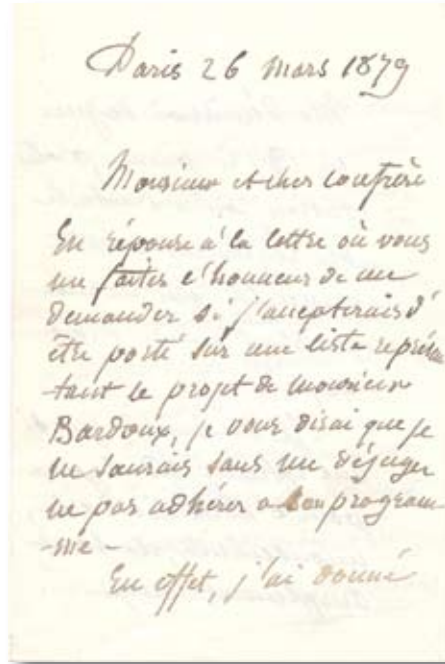 Paris 26 mars 1879
Monsieur et cher confrère
En réponse à la lettre où vous
me faites l'honneur de me
demander si j'accepterais d'
être porté sur une liste représen
-tant le projet de monsieur
Bardoux, je vous dirai que je
ne saurais sans me déjuger
ne pas adhérer a son program
-me
En effet, j'ai donné